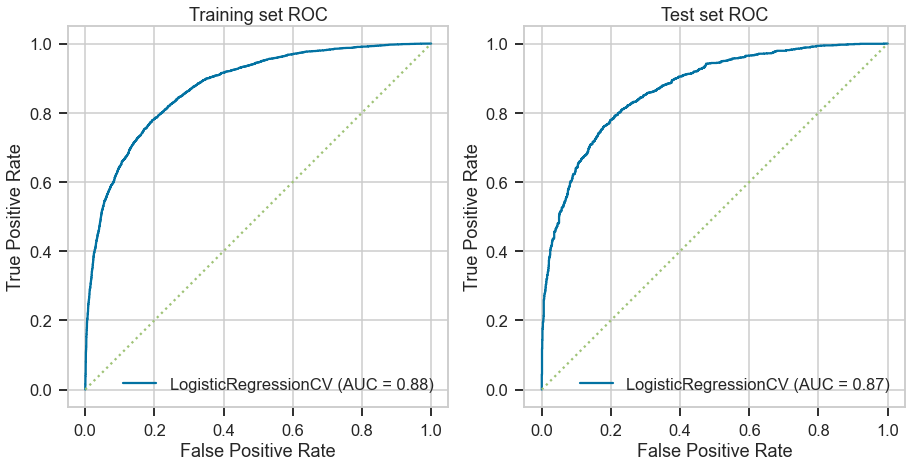 Training set ROC
True Positive Rate
1.0
0.8
0.6
0.4
0.2
0.0
LogisticRegressionCV (AUC = 0.88)
0.0 0.2 0.4 0.6 0.8 1.0
False Positive Rate
Test set ROC
True Positive Rate
1.0
0.8
0.6
0.4
0.2
0.0
LogisticRegressionCV (AUC = 0.87)
0.0 0.2 0.4 0.6 0.8 1.0
False Positive Rate